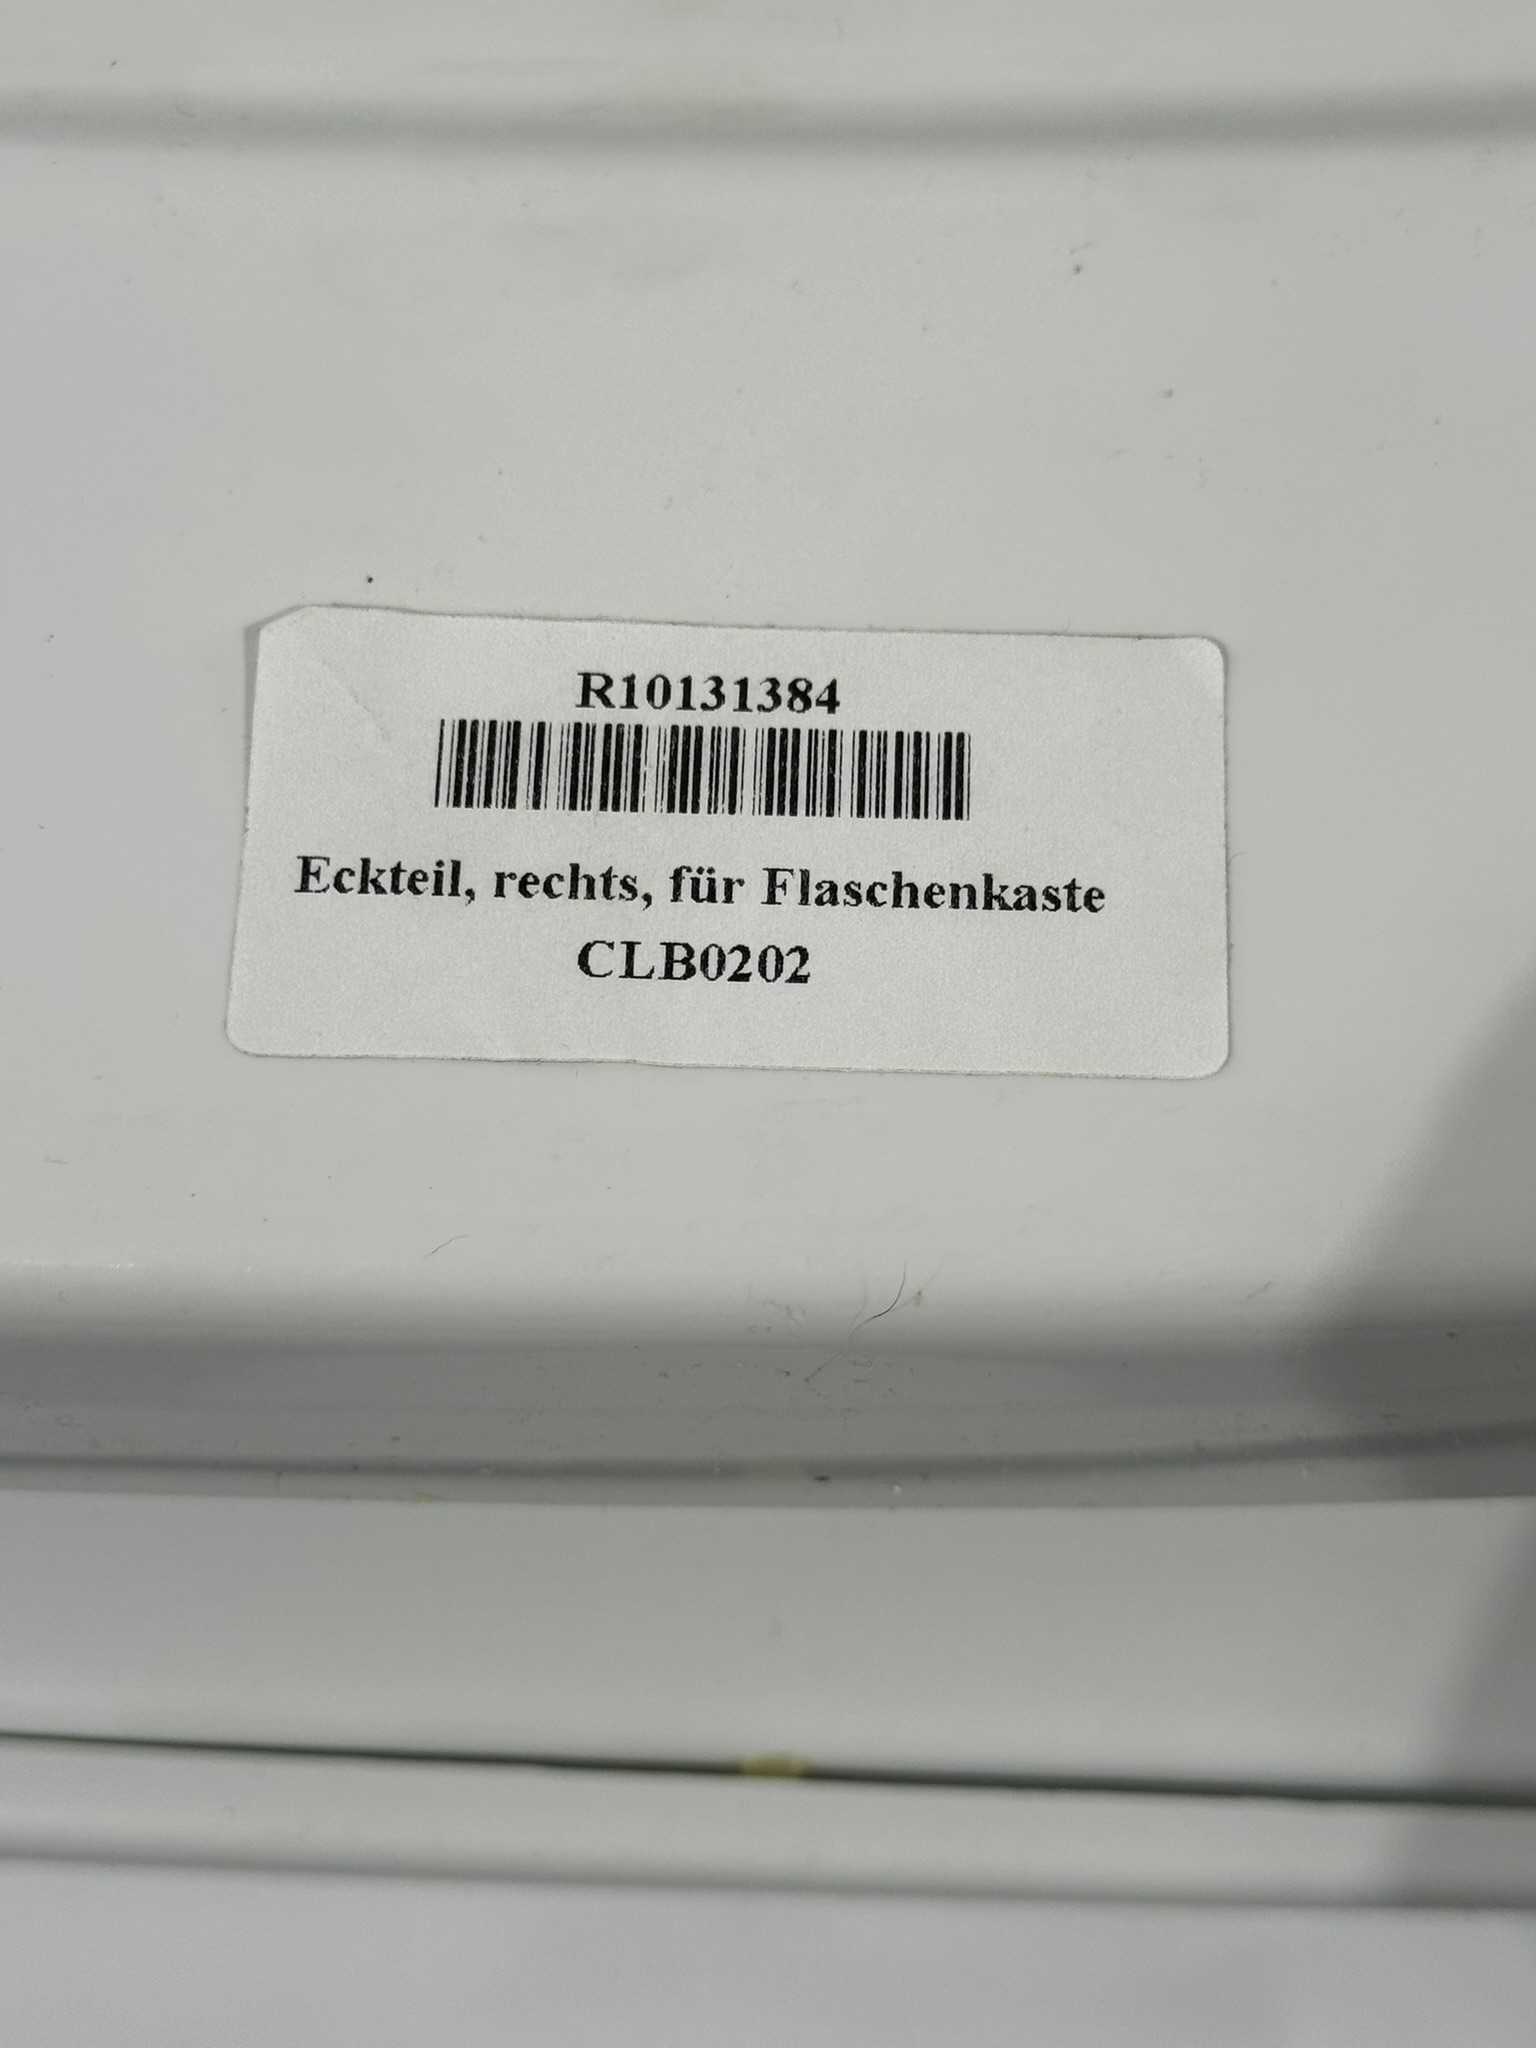 R10131384
Eckteil, rechts, für Flaschenkaste
CLB0202